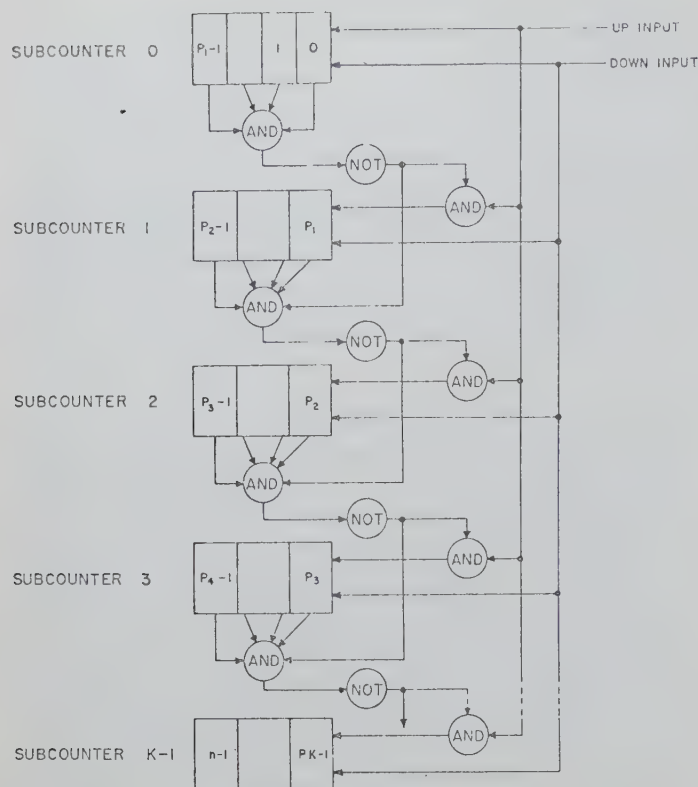 UP INPUT
SUBCOUNTER 0 P1-1 1 0
DOWN INPUT
AND
NOT
AND
SUBCOUNTER 1 P2-1 P1
AND
NOT
AND
SUBCOUNTER 2 P3-1 P2
AND
NOT
AND
SUBCOUNTER 3 P4-1 P3
AND
NOT
AND
SUBCOUNTER K-1 n-1 PK-1